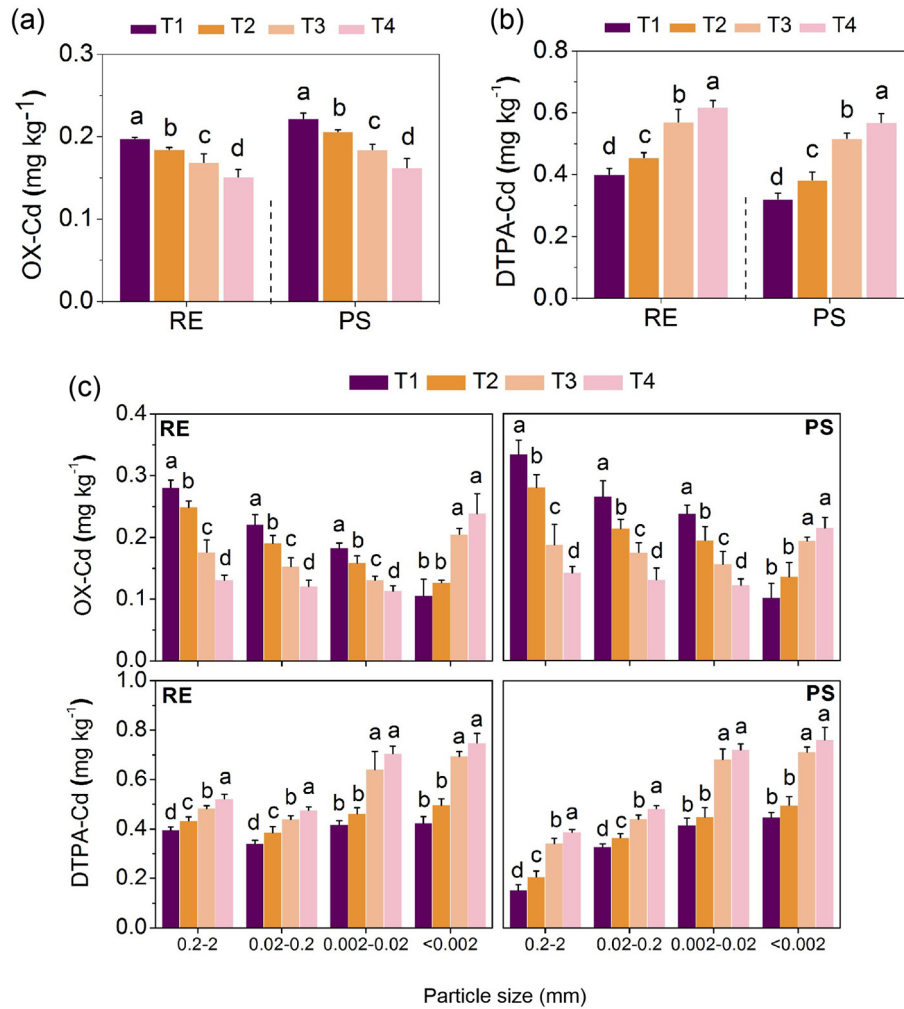 (a)
T1 T2 T3 T4
OX-Cd (mg kg⁻¹)
0.3
0.2
0.1
0.0
a b c d a b c d
RE PS
(b)
T1 T2 T3 T4
DTPA-Cd (mg kg⁻¹)
0.8
0.6
0.4
0.2
0.0
d c b a d c b a
RE PS
(c)
T1 T2 T3 T4
OX-Cd (mg kg⁻¹)
0.4
0.3
0.2
0.1
0.0
RE
a b c d a b c d a b c d b b a a
PS
a b c d a b c d a b c d b b a a
DTPA-Cd (mg kg⁻¹)
1.0
0.8
0.6
0.4
0.2
0.0
RE
d c b a d c b a b b a a b b a a
PS
d c b a d c b a b b a a b b a a
0.2-2 0.02-0.2 0.002-0.02 <0.002 0.2-2 0.02-0.2 0.002-0.02 <0.002
Particle size (mm)